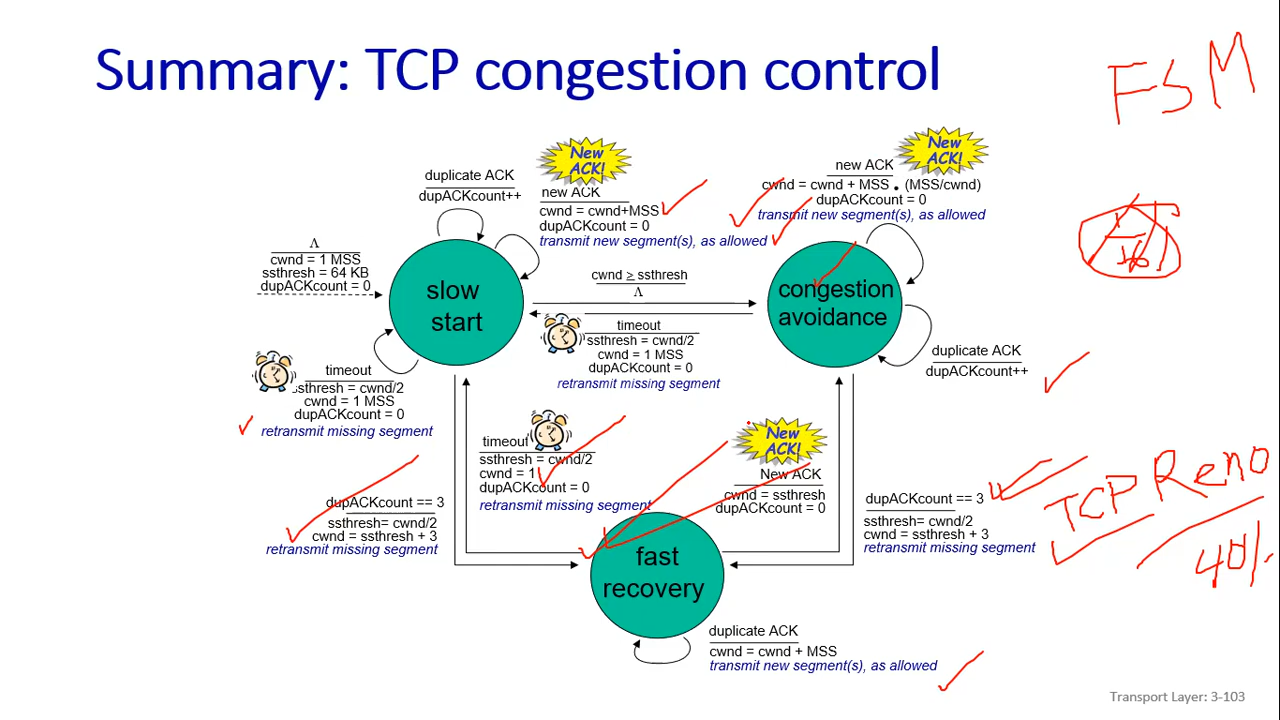 Summary: TCP congestion control
FSM
New
ACK!
New
ACK!
duplicate ACK
dupACKcount++
new ACK
cwnd = cwnd+MSS
dupACKcount = 0
transmit new segment(s), as allowed
new ACK
cwnd = cwnd + MSS • (MSS/cwnd)
dupACKcount = 0
transmit new segment(s), as allowed
Λ
cwnd = 1 MSS
ssthresh = 64 KB
dupACKcount = 0
slow
start
cwnd ≥ ssthresh
Λ
congestion
avoidance
timeout
ssthresh = cwnd/2
cwnd = 1 MSS
dupACKcount = 0
retransmit missing segment
duplicate ACK
dupACKcount++
timeout
ssthresh = cwnd/2
cwnd = 1 MSS
dupACKcount = 0
retransmit missing segment
timeout
ssthresh = cwnd/2
cwnd = 1
dupACKcount = 0
retransmit missing segment
New
ACK!
New ACK
cwnd = ssthresh
dupACKcount = 0
dupACKcount == 3
ssthresh= cwnd/2
cwnd = ssthresh + 3
retransmit missing segment
dupACKcount == 3
ssthresh= cwnd/2
cwnd = ssthresh + 3
retransmit missing segment
TCP Reno
40%
fast
recovery
duplicate ACK
cwnd = cwnd + MSS
transmit new segment(s), as allowed
Transport Layer: 3-103